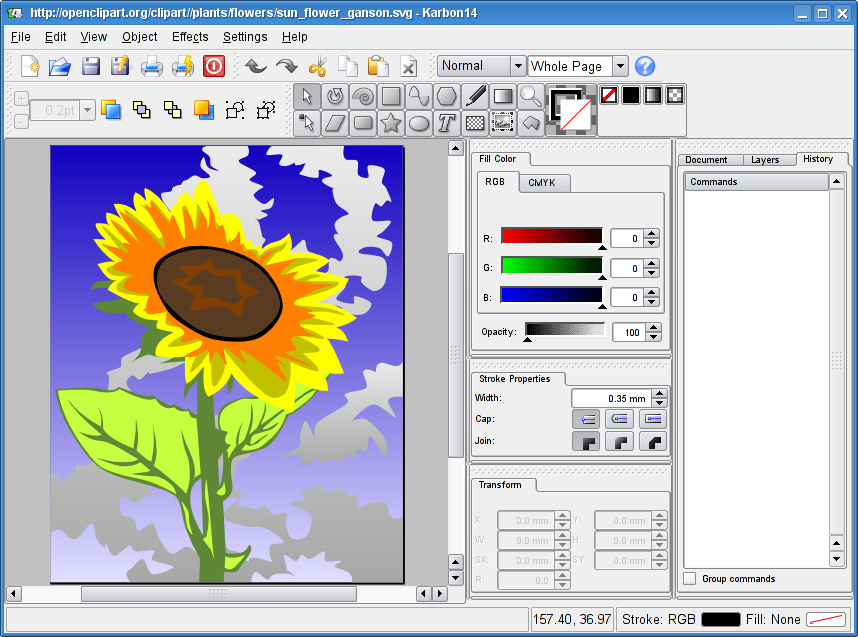 http://openclipart.org/clipart//plants/flowers/sun_flower_ganson.svg - Karbon14
File Edit View Object Effects Settings Help
Normal Whole Page
0.2pt
Fill Color
RGB CMYK
R: 0
G: 0
B: 0
Opacity: 100
Stroke Properties
Width: 0.35 mm
Cap:
Join:
Transform
X: 0.0 mm Y: 0.0 mm
W: 0.0 mm H: 0.0 mm
SX: 0.0 mm SY: 0.0 mm
R: 0.0
Document Layers History
Commands
Group commands
157.40, 36.97 Stroke: RGB Fill: None